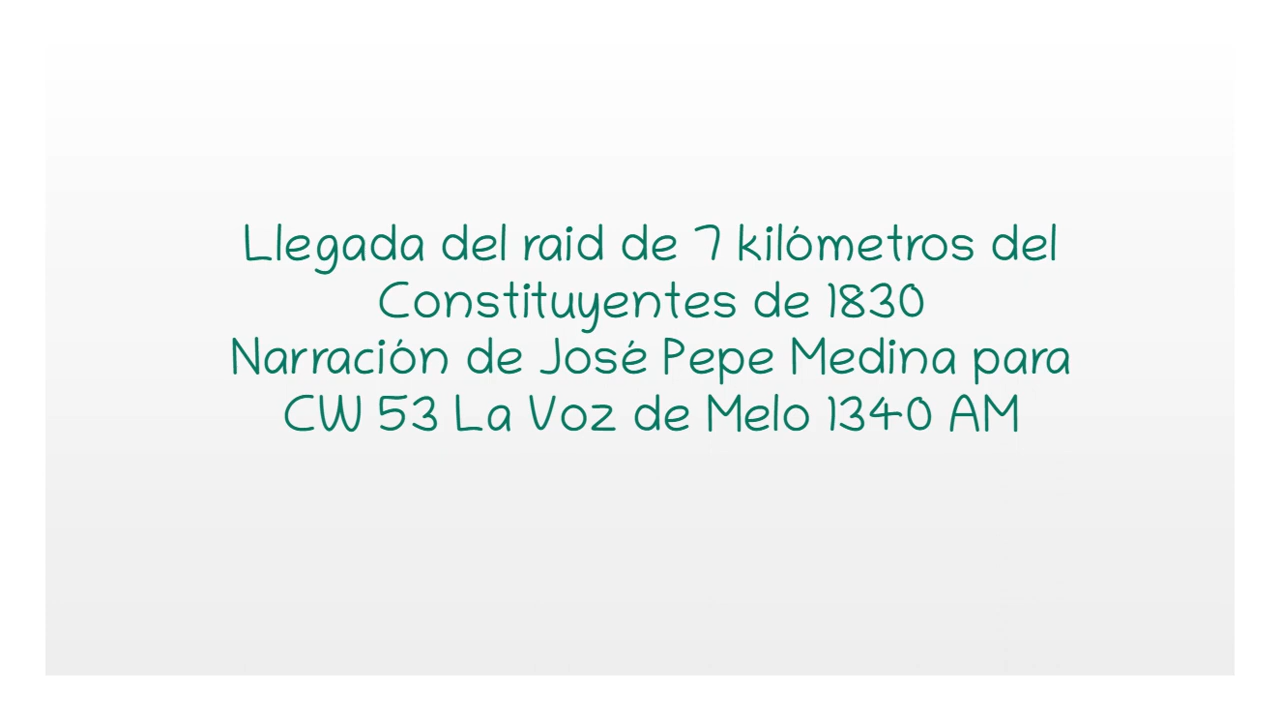 Llegada del raid de 7 kilómetros del
Constituyentes de 1830
Narración de José Pepe Medina para
CW 53 La Voz de Melo 1340 AM